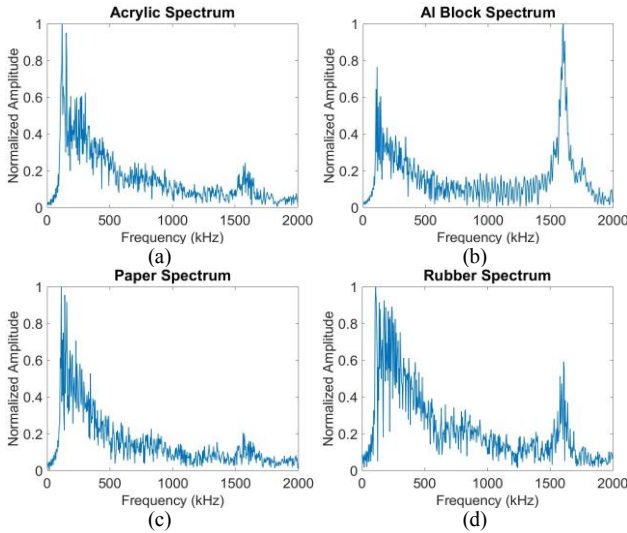 Acrylic Spectrum
Normalized Amplitude
1
0.8
0.6
0.4
0.2
0
0 500 1000 1500 2000
Frequency (kHz)
(a)
Al Block Spectrum
Normalized Amplitude
1
0.8
0.6
0.4
0.2
0
0 500 1000 1500 2000
Frequency (kHz)
(b)
Paper Spectrum
Normalized Amplitude
1
0.8
0.6
0.4
0.2
0
0 500 1000 1500 2000
Frequency (kHz)
(c)
Rubber Spectrum
Normalized Amplitude
1
0.8
0.6
0.4
0.2
0
0 500 1000 1500 2000
Frequency (kHz)
(d)